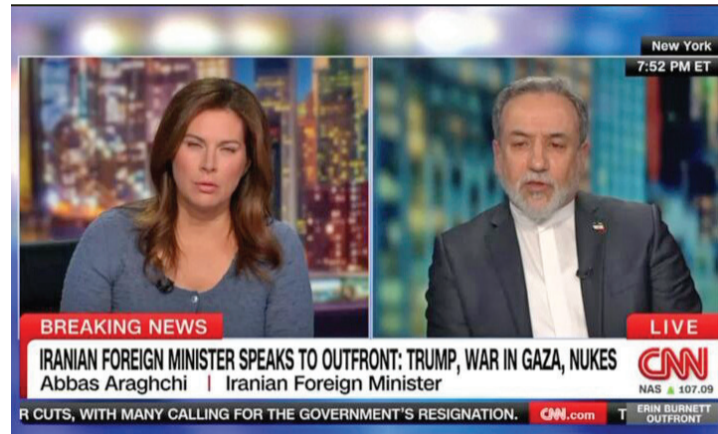 New York
7:52 PM ET
BREAKING NEWS
LIVE
IRANIAN FOREIGN MINISTER SPEAKS TO OUTFRONT: TRUMP, WAR IN GAZA, NUKES
Abbas Araghchi | Iranian Foreign Minister
CNN
NAS ▲ 107.09
R CUTS, WITH MANY CALLING FOR THE GOVERNMENT'S RESIGNATION. CNN.com T
ERIN BURNETT
OUTFRONT